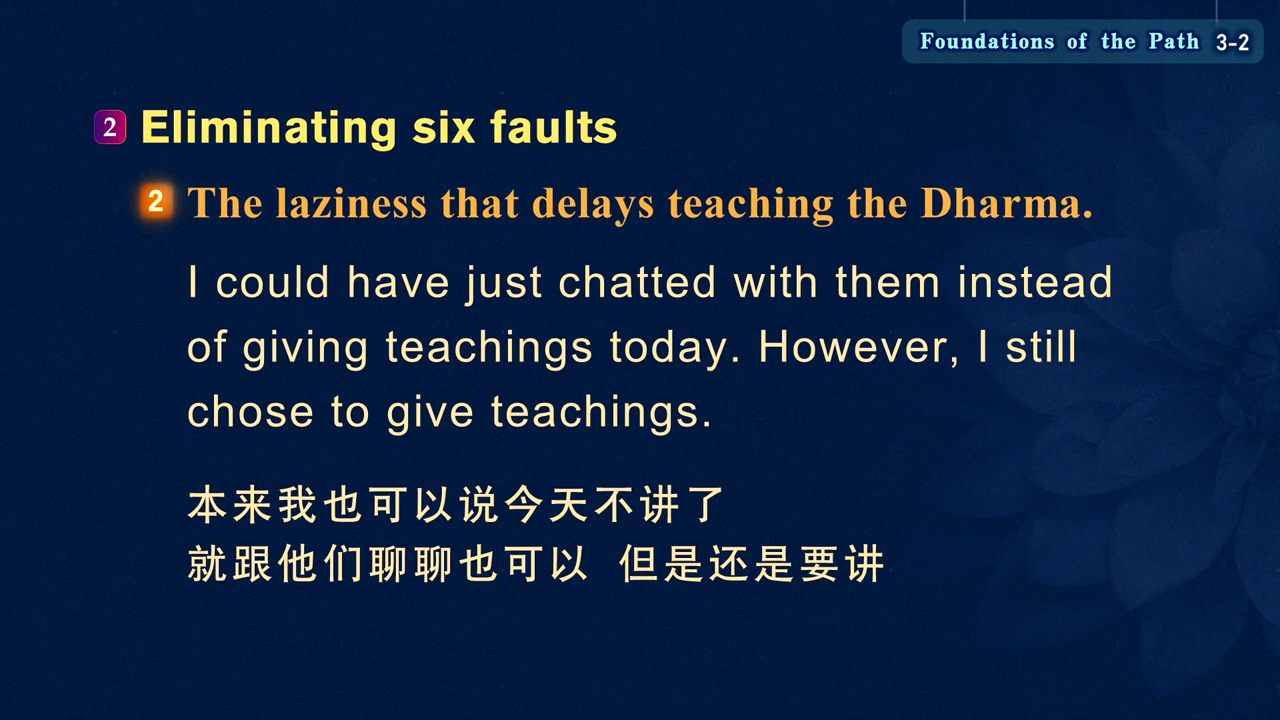 Foundations of the Path 3-2
2 Eliminating six faults
2 The laziness that delays teaching the Dharma.
I could have just chatted with them instead
of giving teachings today. However, I still
chose to give teachings.
本来我也可以说今天不讲了
就跟他们聊聊也可以 但是还是要讲